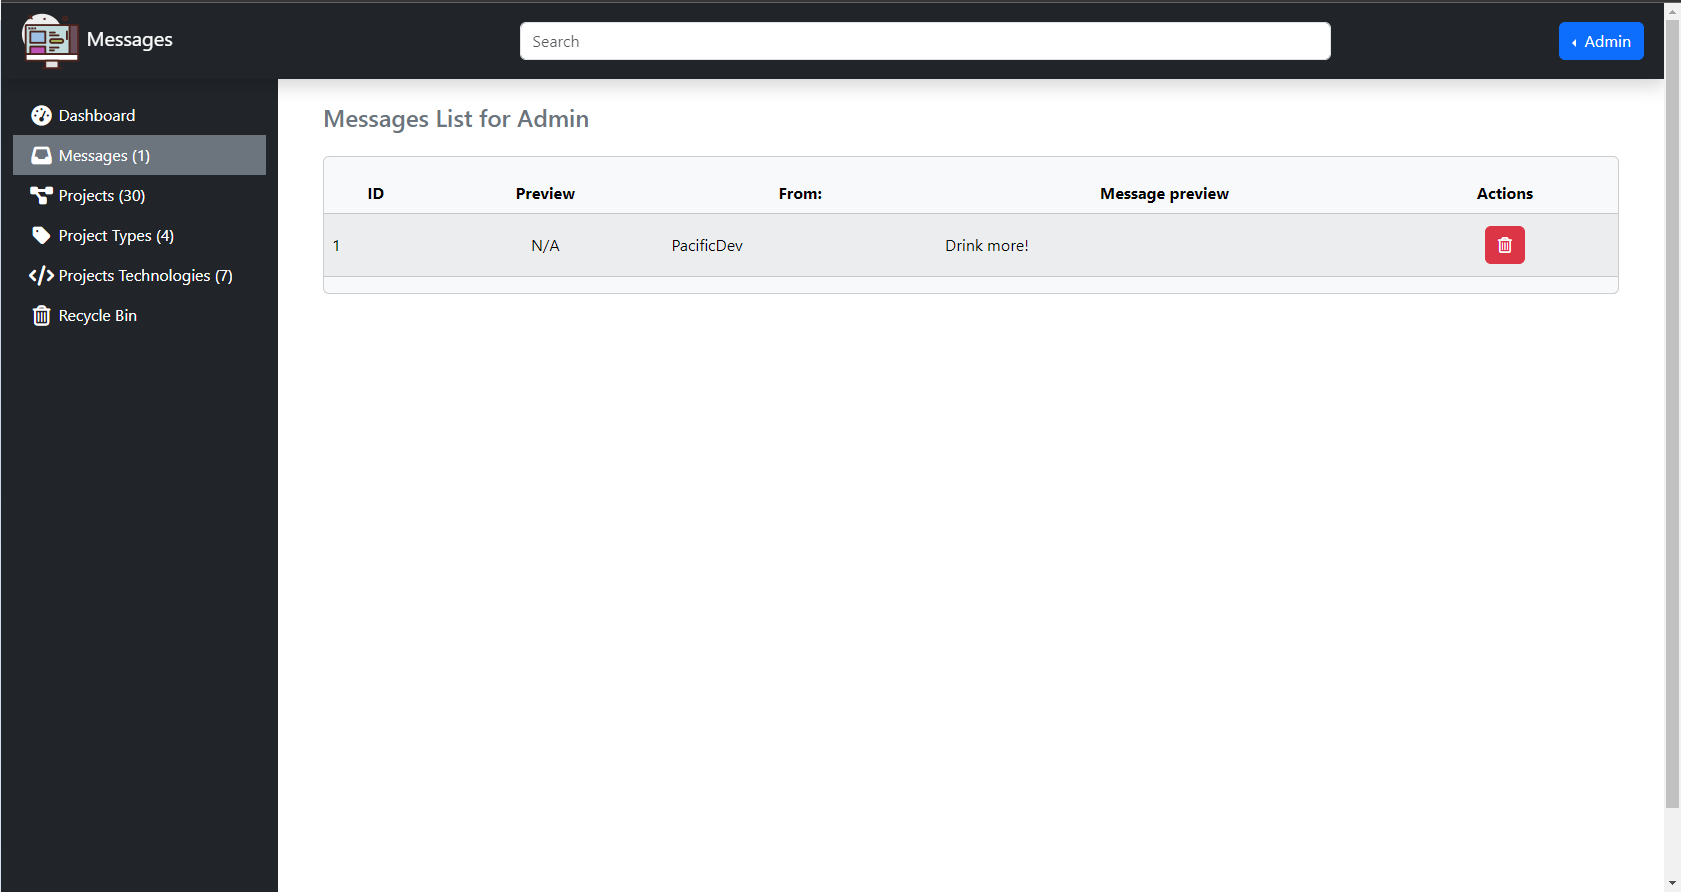 Messages
Search
Admin
Dashboard
Messages (1)
Projects (30)
Project Types (4)
Projects Technologies (7)
Recycle Bin
Messages List for Admin
ID Preview From: Message preview Actions
1 N/A PacificDev Drink more!